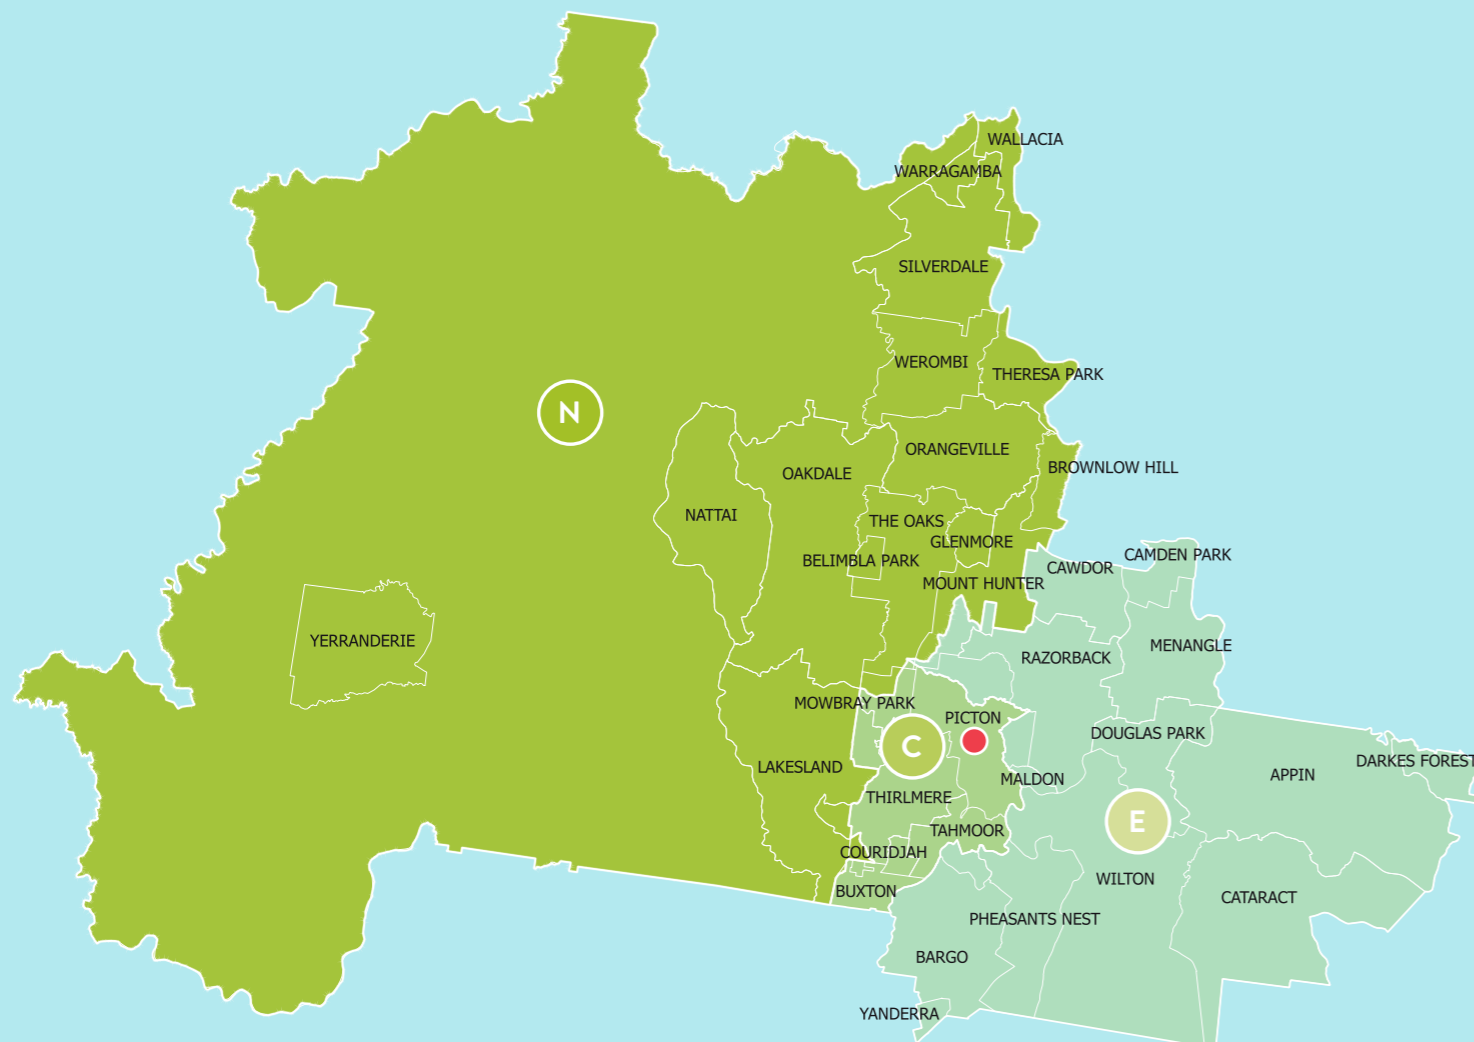 WALLACIA
WARRAGAMBA
SILVERDALE
WEROMBI
THERESA PARK
N
ORANGEVILLE
BROWNLOW HILL
OAKDALE
NATTAI
THE OAKS
GLENMORE
CAMDEN PARK
BELIMBLA PARK
CAWDOR
MOUNT HUNTER
YERRANDERIE
MENANGLE
RAZORBACK
MOWBRAY PARK
PICTON
DOUGLAS PARK
C
LAKESLAND
DARKES FOREST
APPIN
MALDON
THIRLMERE
E
TAHMOOR
COURIDJAH
WILTON
BUXTON
CATARACT
PHEASANTS NEST
BARGO
YANDERRA